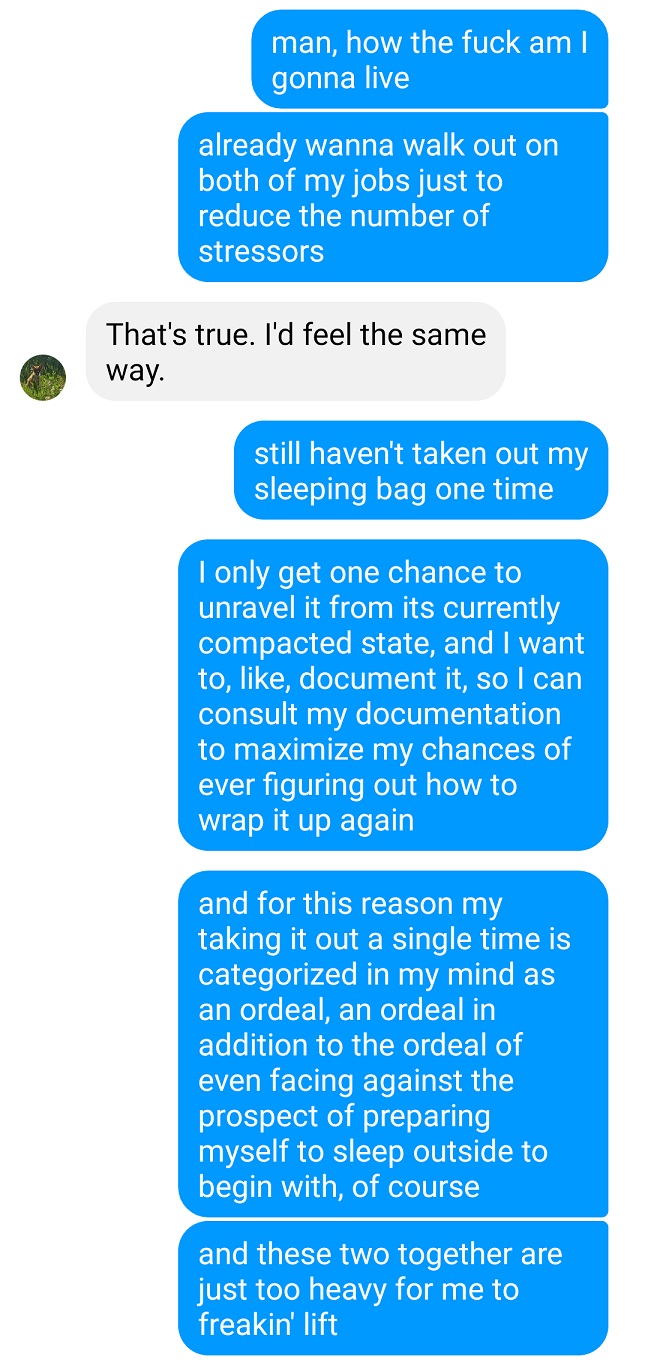 man, how the fuck am I
gonna live
already wanna walk out on
both of my jobs just to
reduce the number of
stressors
That's true. I'd feel the same
way.
still haven't taken out my
sleeping bag one time
I only get one chance to
unravel it from its currently
compacted state, and I want
to, like, document it, so I can
consult my documentation
to maximize my chances of
ever figuring out how to
wrap it up again
and for this reason my
taking it out a single time is
categorized in my mind as
an ordeal, an ordeal in
addition to the ordeal of
even facing against the
prospect of preparing
myself to sleep outside to
begin with, of course
and these two together are
just too heavy for me to
freakin' lift